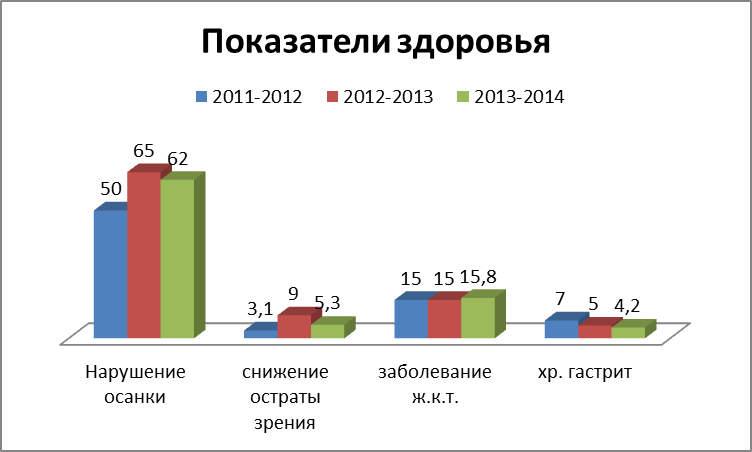 Показатели здоровья
2011-2012 2012-2013 2013-2014
50 65 62
3,1 9 5,3
15 15 15,8
7 5 4,2
Нарушение
осанки
снижение
остраты
зрения
заболевание
ж.к.т.
хр. гастрит